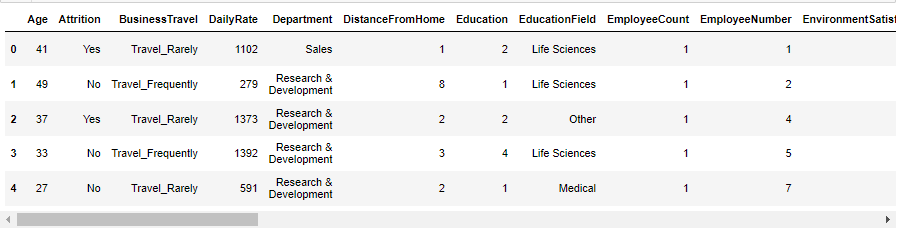 Age Attrition BusinessTravel DailyRate Department DistanceFromHome Education EducationField EmployeeCount EmployeeNumber EnvironmentSatisf
0 41 Yes Travel_Rarely 1102 Sales 1 2 Life Sciences 1 1
1 49 No Travel_Frequently 279 Research & Development 8 1 Life Sciences 1 2
2 37 Yes Travel_Rarely 1373 Research & Development 2 2 Other 1 4
3 33 No Travel_Frequently 1392 Research & Development 3 4 Life Sciences 1 5
4 27 No Travel_Rarely 591 Research & Development 2 1 Medical 1 7